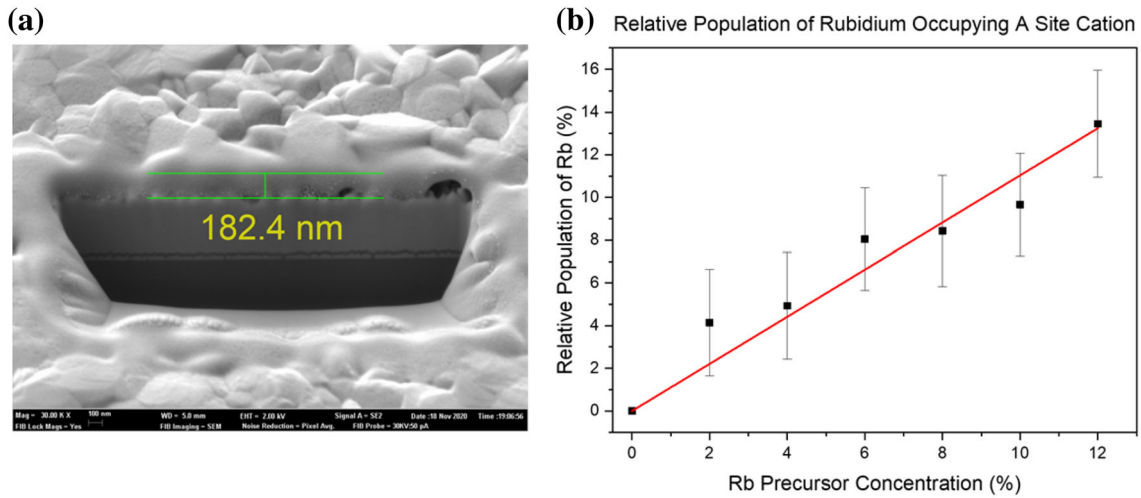 (a)
182.4 nm
Mag = 30.00 K X 100 nm WD = 5.0 mm EHT = 2.00 kV Signal A = SE2 Date :18 Nov 2020 Time :19:06:56
FIB Lock Mags = Yes FIB Imaging = SEM Noise Reduction = Pixel Avg. FIB Probe = 30KV:50 pA
(b)
Relative Population of Rubidium Occupying A Site Cation
Relative Population of Rb (%)
16
14
12
10
8
6
4
2
0
0 2 4 6 8 10 12
Rb Precursor Concentration (%)